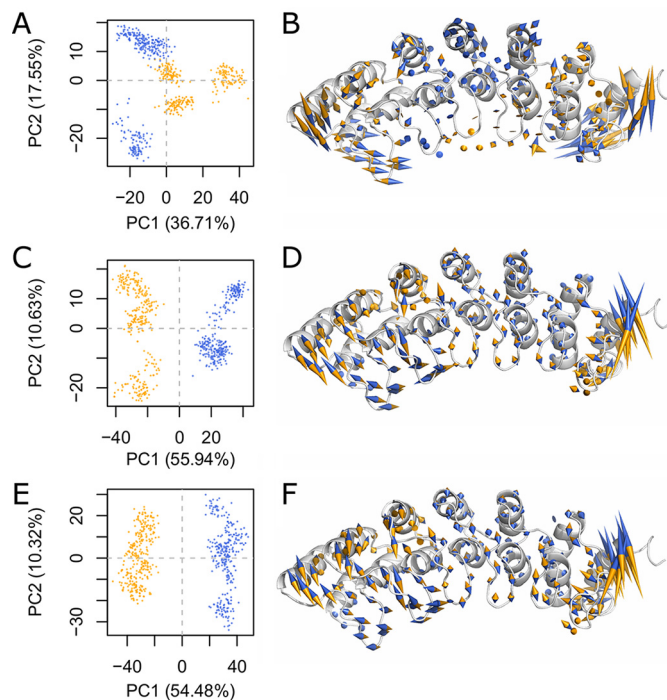 A
B
PC2 (17.55%)
10
0
−20
−20
0
20
40
PC1 (36.71%)
C
D
PC2 (10.63%)
10
0
−20
−40
0
20
PC1 (55.94%)
E
F
PC2 (10.32%)
20
0
−30
−40
0
40
PC1 (54.48%)